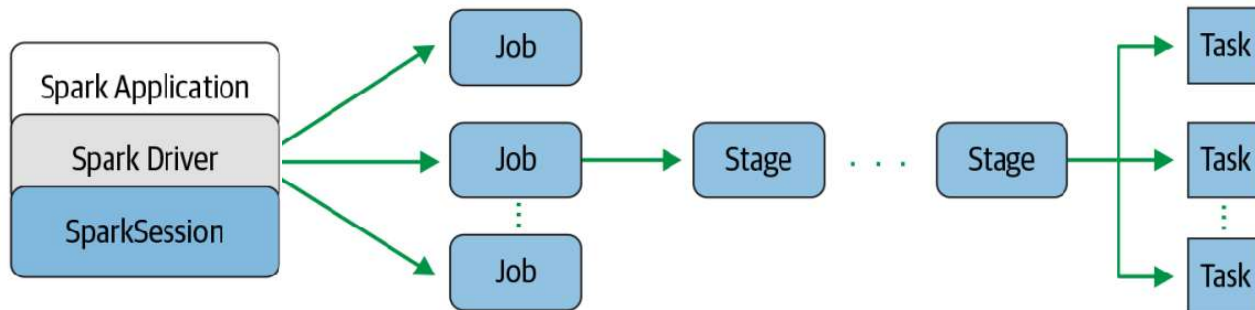 Spark Application
Spark Driver
SparkSession
Job
Job
Job
Stage
Stage
Task
Task
Task